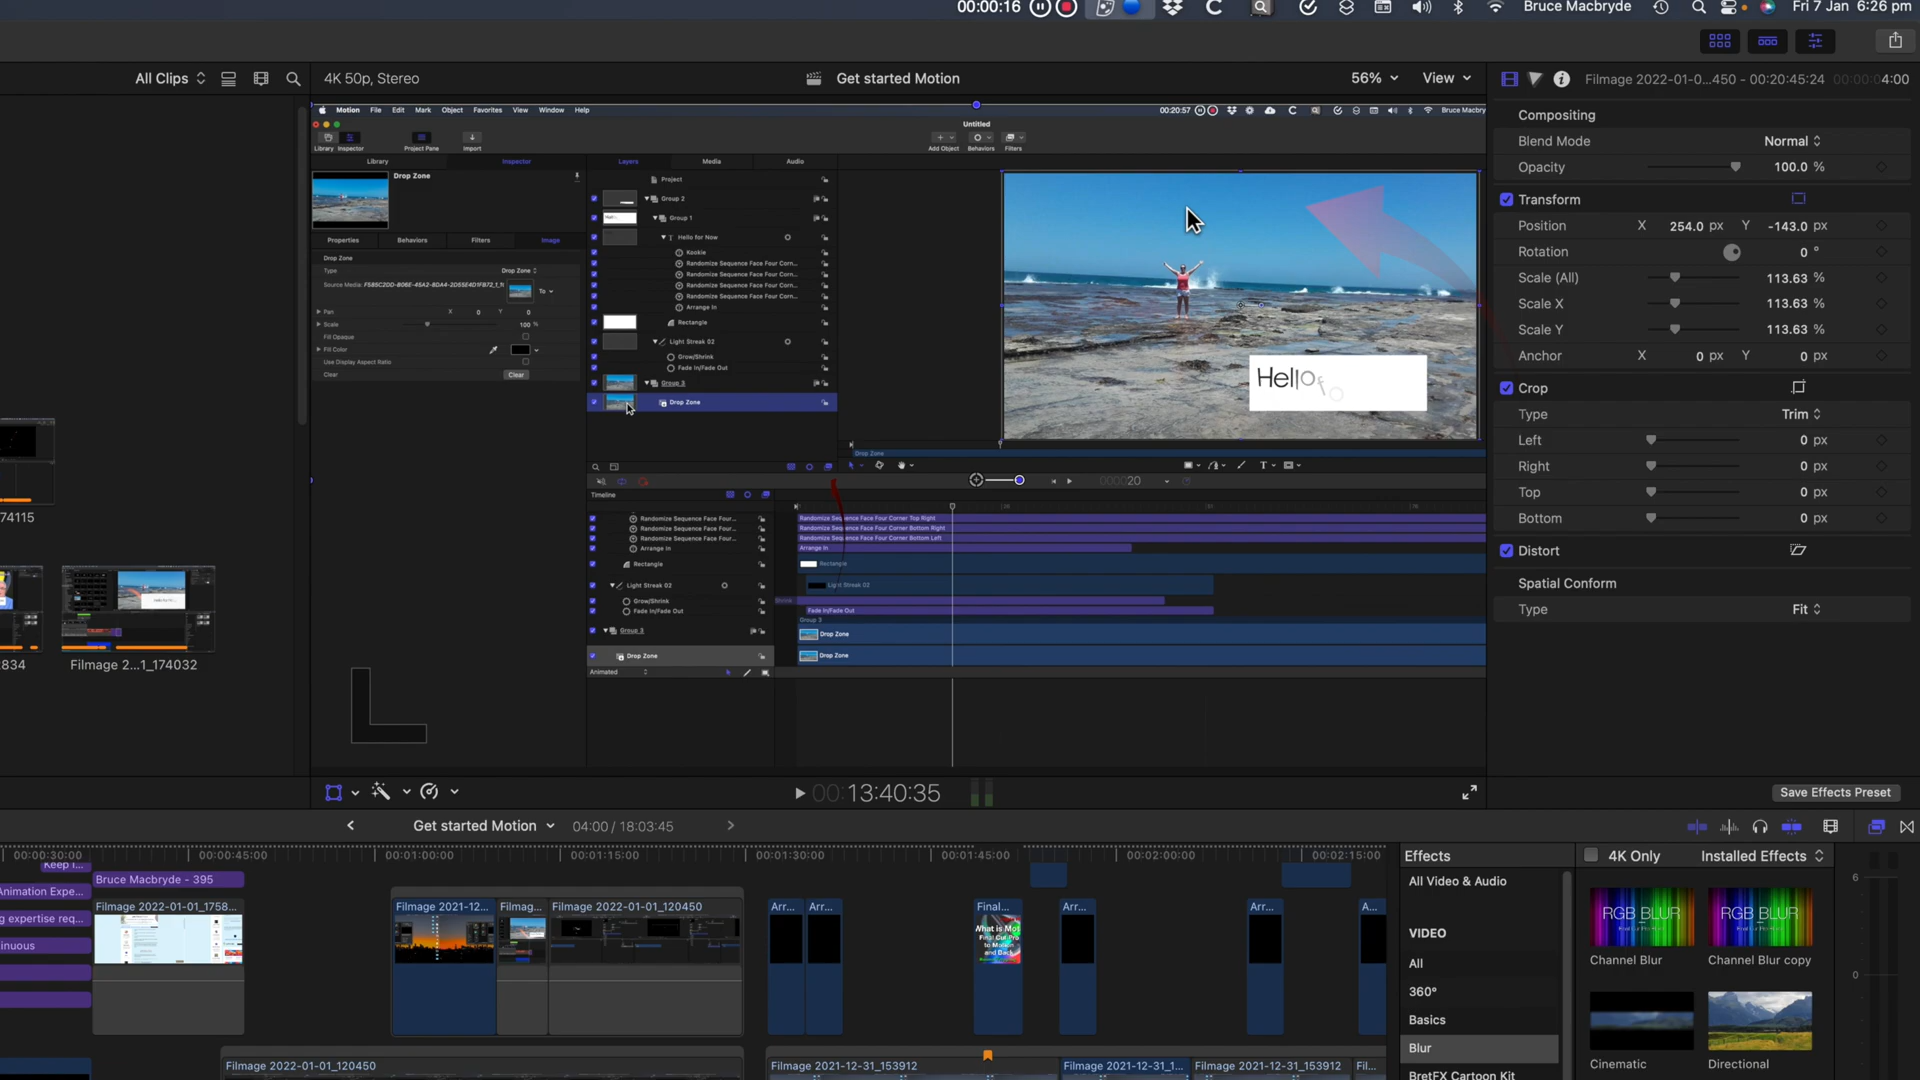 00:00:16
Bruce Macbryde
Fri 7 Jan 6:26 pm
All Clips
4K 50p, Stereo
Get started Motion
56%
View
Filmage 2022-01-0...450 - 00:20:45:24
00:00:04:00
Motion File Edit Mark Object Favorites View Window Help
00:20:57
Bruce Macbry
Untitled
Library Inspector Project Pane Import
Add Object Behaviors Filters
Library Inspector
Layers Media Audio
Drop Zone
Properties Behaviors Filters Image
Drop Zone
Type Drop Zone
Source Media: To
Pan X 0 Y 0
Scale 100 %
Fill Opaque
Fill Color
Use Display Aspect Ratio
Clear Clear
Project
Group 2
Group 1
Hello for Now
Kookie
Randomize Sequence Face Four Corn...
Randomize Sequence Face Four Corn...
Randomize Sequence Face Four Corn...
Randomize Sequence Face Four Corn...
Arrange In
Rectangle
Light Streak 02
Grow/Shrink
Fade In/Fade Out
Group 3
Drop Zone
Hello f
Drop Zone
000020
Timeline
Randomize Sequence Face Four...
Randomize Sequence Face Four...
Randomize Sequence Face Four...
Arrange In
Rectangle
Light Streak 02
Grow/Shrink
Fade In/Fade Out
Group 3
Drop Zone
Animated
Randomize Sequence Face Four Corner Top Right
Randomize Sequence Face Four Corner Bottom Right
Randomize Sequence Face Four Corner Bottom Left
Arrange In
Rectangle
Light Streak 02
Shrink
Fade In/Fade Out
Group 3
Drop Zone
Drop Zone
Compositing
Blend Mode Normal
Opacity 100.0 %
Transform
Position X 254.0 px Y -143.0 px
Rotation 0 °
Scale (All) 113.63 %
Scale X 113.63 %
Scale Y 113.63 %
Anchor X 0 px Y 0 px
Crop
Type Trim
Left 0 px
Right 0 px
Top 0 px
Bottom 0 px
Distort
Spatial Conform
Type Fit
Save Effects Preset
74115
2834
Filmage 2...1_174032
00:13:40:35
Get started Motion
04:00 / 18:03:45
00:00:30:00 00:00:45:00 00:01:00:00 00:01:15:00 00:01:30:00 00:01:45:00 00:02:00:00 00:02:15:00
Keep I...
Bruce Macbryde - 395
Animation Expe...
g expertise req...
inuous
Filmage 2022-01-01_1758...
Filmage 2021-12...
Filmag...
Filmage 2022-01-01_120450
Arr...
Arr...
Final...
What is Mot
Final Cut Pro
to Motion
and Back
Arr...
Arr...
A...
Filmage 2022-01-01_120450
Filmage 2021-12-31_153912
Filmage 2021-12-31_1...
Filmage 2021-12-31_153912
Fil...
Effects
4K Only
Installed Effects
All Video & Audio
VIDEO
All
360°
Basics
Blur
BretFX Cartoon Kit
RGB BLUR
Channel Blur
RGB BLUR
Channel Blur copy
Cinematic
Directional
6
0